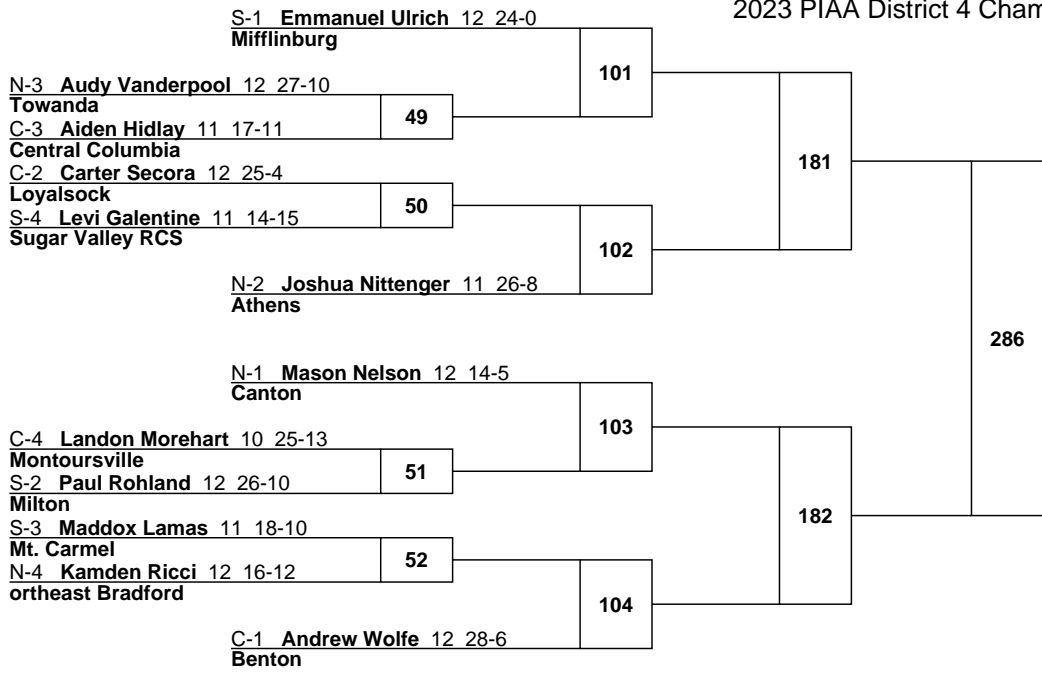 2023 PIAA District 4 Cham
S-1 Emmanuel Ulrich 12 24-0
Mifflinburg
101
N-3 Audy Vanderpool 12 27-10
Towanda
49
C-3 Aiden Hidlay 11 17-11
Central Columbia
181
C-2 Carter Secora 12 25-4
Loyalsock
50
S-4 Levi Galentine 11 14-15
Sugar Valley RCS
102
N-2 Joshua Nittenger 11 26-8
Athens
286
N-1 Mason Nelson 12 14-5
Canton
103
C-4 Landon Morehart 10 25-13
Montoursville
51
S-2 Paul Rohland 12 26-10
Milton
182
S-3 Maddox Lamas 11 18-10
Mt. Carmel
52
N-4 Kamden Ricci 12 16-12
ortheast Bradford
104
C-1 Andrew Wolfe 12 28-6
Benton